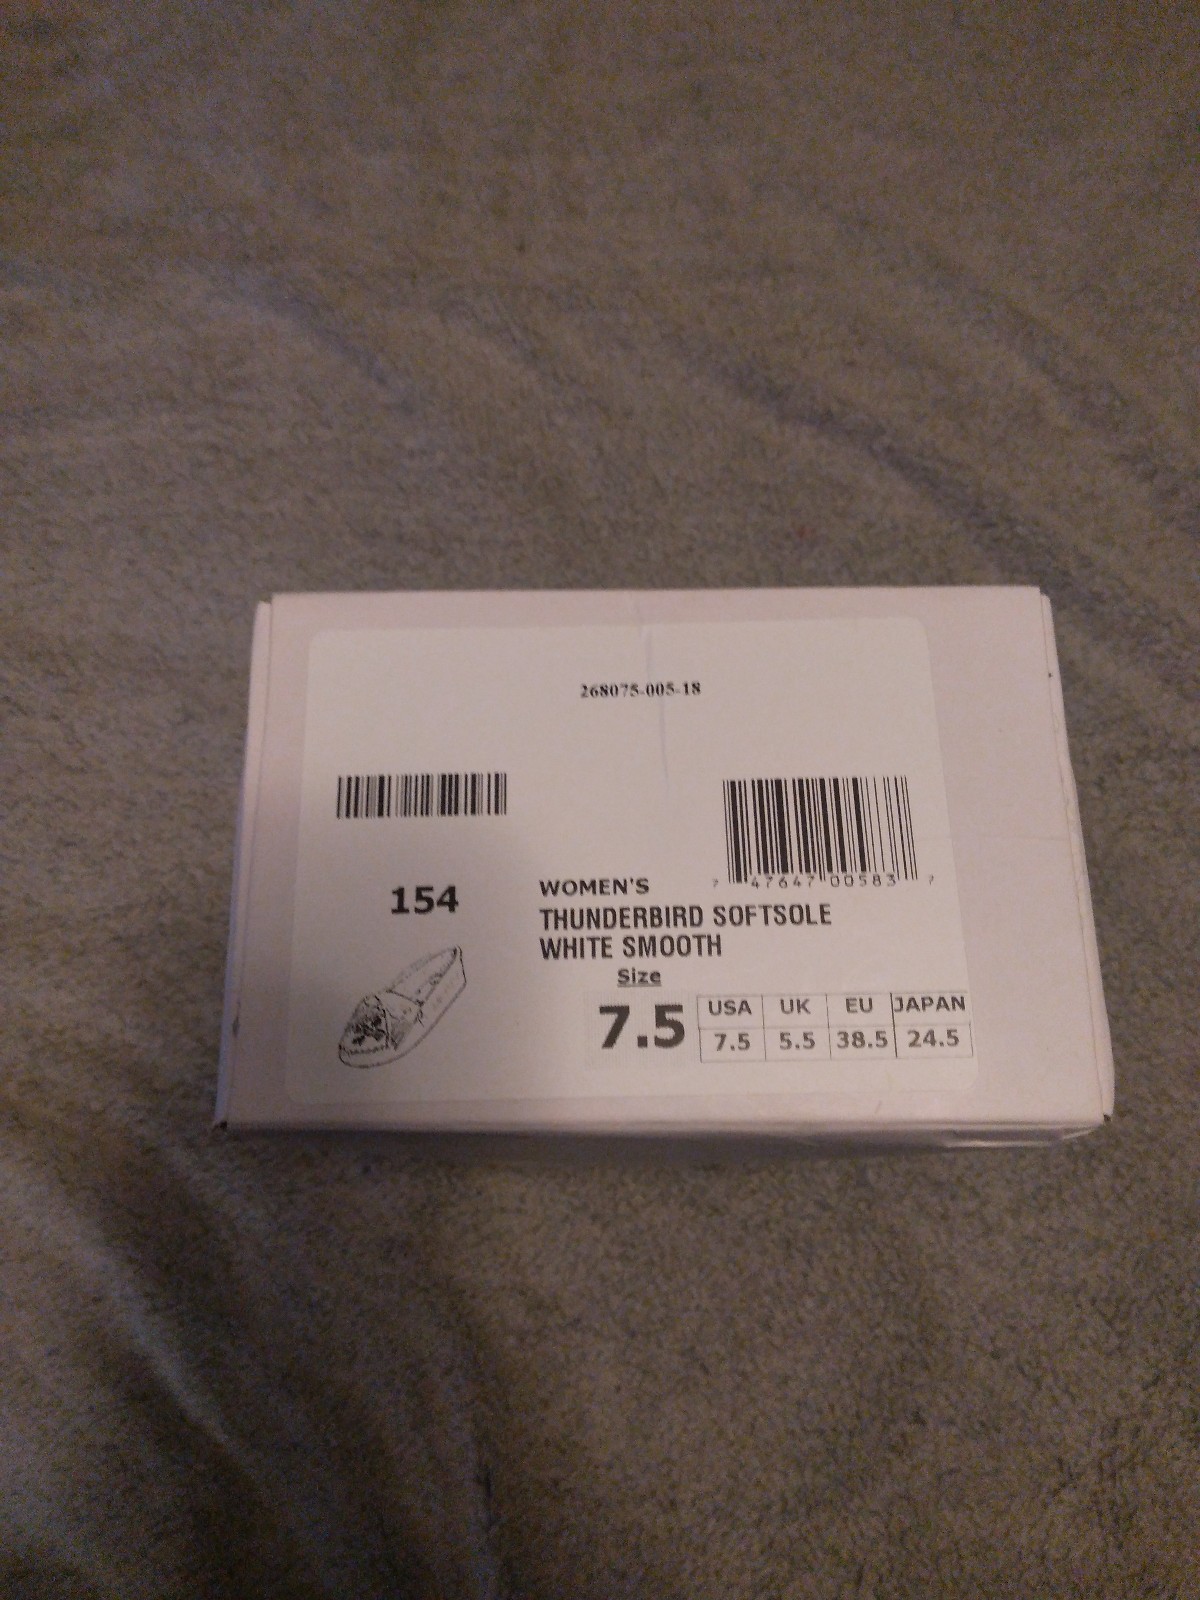 268075-005-18
7 47647 00583 7
154
WOMEN'S
THUNDERBIRD SOFTSOLE
WHITE SMOOTH
Size
7.5
USA UK EU JAPAN
7.5 5.5 38.5 24.5